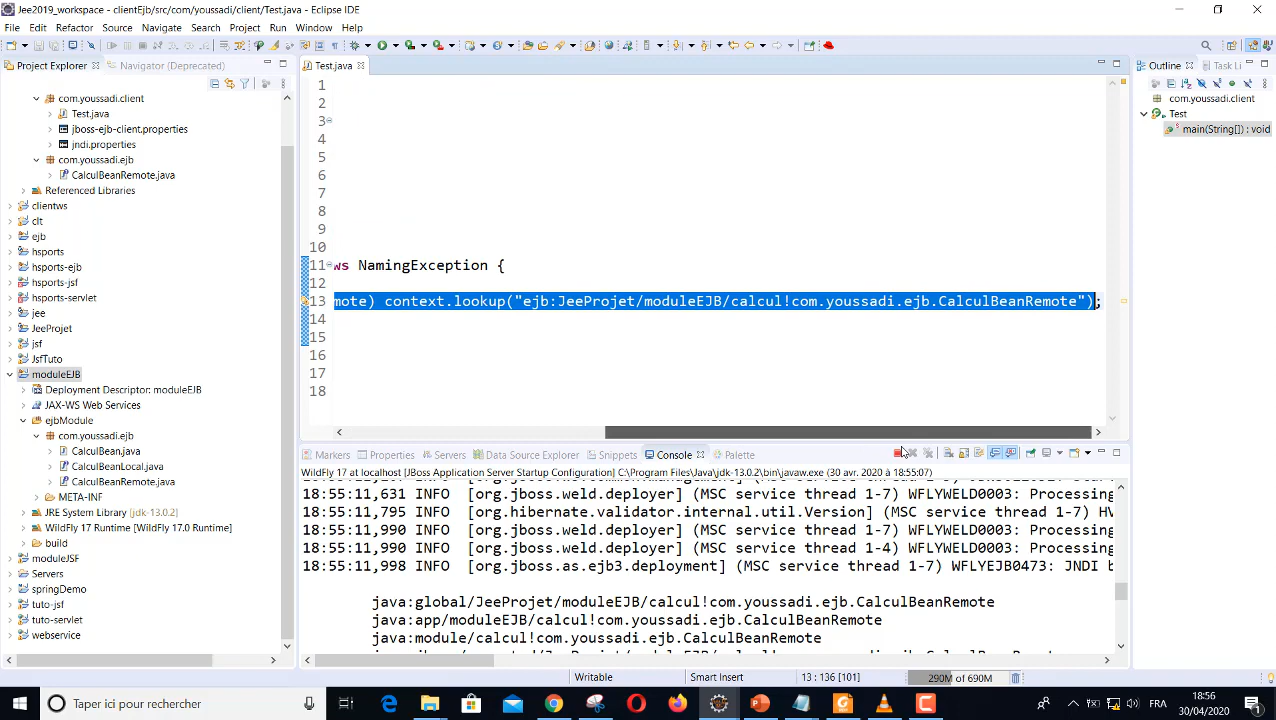 Jee2019_workspace - clientEjb/src/com/youssadi/client/Test.java - Eclipse IDE
File Edit Refactor Source Navigate Search Project Run Window Help
Project Explorer
Navigator (Deprecated)
com.youssadi.client
Test.java
jboss-ejb-client.properties
jndi.properties
com.youssadi.ejb
CalculBeanRemote.java
Referenced Libraries
clientws
clt
ejb
hsports
hsports-ejb
hsports-jsf
hsports-servlet
jee
JeeProjet
jsf
JsfTuto
moduleEJB
Deployment Descriptor: moduleEJB
JAX-WS Web Services
ejbModule
com.youssadi.ejb
CalculBean.java
CalculBeanLocal.java
CalculBeanRemote.java
META-INF
JRE System Library [jdk-13.0.2]
WildFly 17 Runtime [WildFly 17.0 Runtime]
build
moduleJSF
Servers
springDemo
tuto-jsf
tuto-servlet
webservice
Test.java
1
2
3
4
5
6
7
8
9
10
11 ws NamingException {
12
13 mote) context.lookup("ejb:JeeProjet/moduleEJB/calcul!com.youssadi.ejb.CalculBeanRemote");
14
15
16
17
18
Outline
Task Li
com.youssadi.client
Test
main(String[]) : void
Markers Properties Servers Data Source Explorer Snippets Console Palette
WildFly 17 at localhost [JBoss Application Server Startup Configuration] C:\Program Files\Java\jdk-13.0.2\bin\javaw.exe (30 avr. 2020 à 18:55:07)
18:55:11,631 INFO [org.jboss.weld.deployer] (MSC service thread 1-7) WFLYWELD0003: Processing
18:55:11,795 INFO [org.hibernate.validator.internal.util.Version] (MSC service thread 1-7) HV
18:55:11,990 INFO [org.jboss.weld.deployer] (MSC service thread 1-7) WFLYWELD0003: Processing
18:55:11,990 INFO [org.jboss.weld.deployer] (MSC service thread 1-4) WFLYWELD0003: Processing
18:55:11,998 INFO [org.jboss.as.ejb3.deployment] (MSC service thread 1-7) WFLYEJB0473: JNDI b
java:global/JeeProjet/moduleEJB/calcul!com.youssadi.ejb.CalculBeanRemote
java:app/moduleEJB/calcul!com.youssadi.ejb.CalculBeanRemote
java:module/calcul!com.youssadi.ejb.CalculBeanRemote
Writable
Smart Insert
13 : 136 [101]
290M of 690M
Taper ici pour rechercher
FRA
18:56
30/04/2020
1